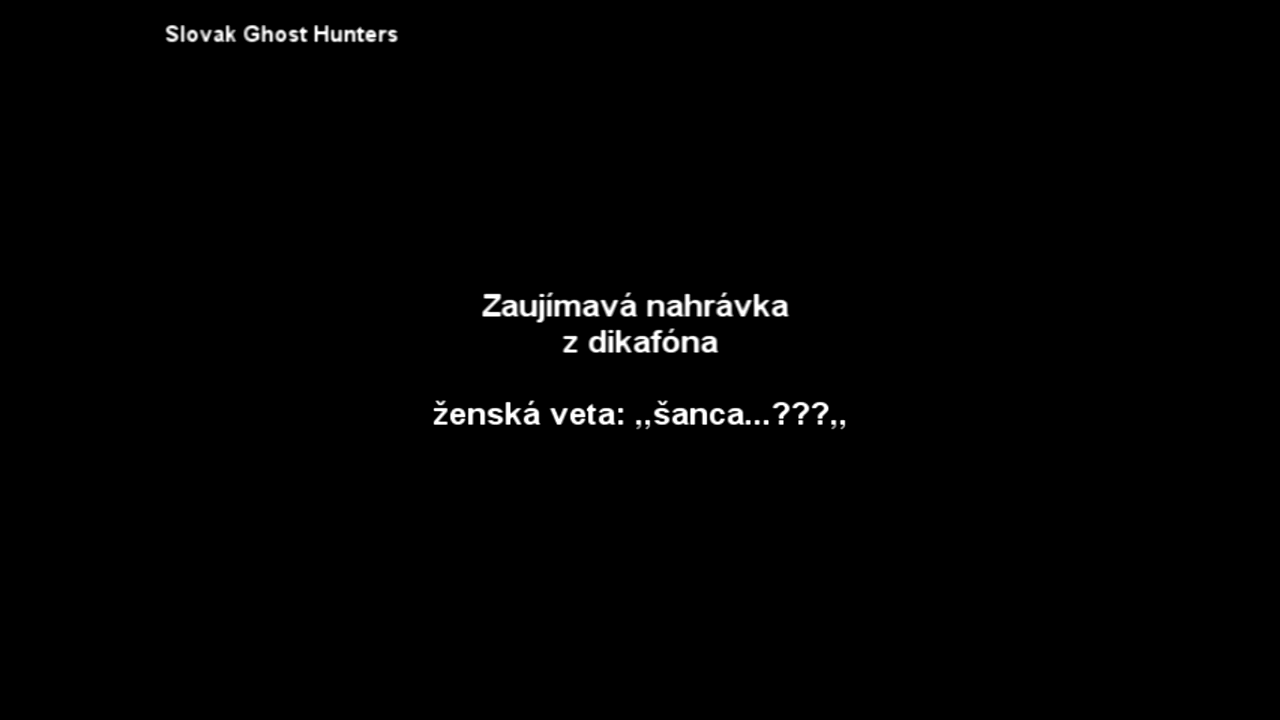 Slovak Ghost Hunters
Zaujímavá nahrávka
z dikafóna
ženská veta: ,,šanca...???,,